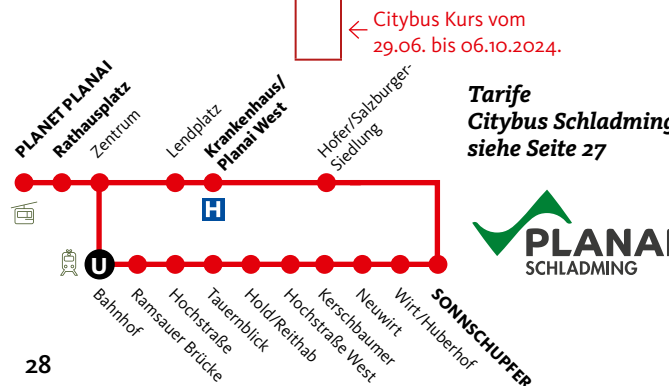 Citybus Kurs vom
29.06. bis 06.10.2024.
Tarife
Citybus Schladming
siehe Seite 27
PLANET PLANAI
Rathausplatz
Zentrum
Lendplatz
Krankenhaus/
Planai West
Hofer/Salzburger-
Siedlung
H
PLANAI
SCHLADMING
U
Bahnhof
Ramsauer Brücke
Hochstraße
Tauernblick
Hold/Reithab
Hochstraße West
Kerschbaumer
Neuwirt
Wirt/Huberhof
SONNSCHUPFER
28